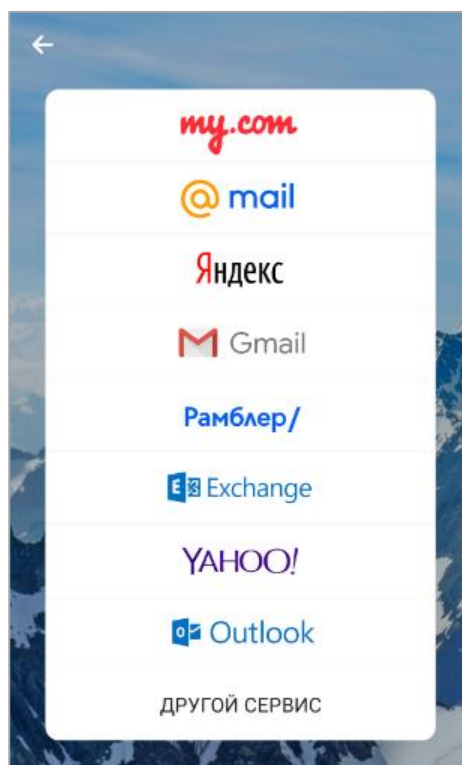 my.com
@ mail
Яндекс
Gmail
Рамблер/
Exchange
YAHOO!
Outlook
ДРУГОЙ СЕРВИС